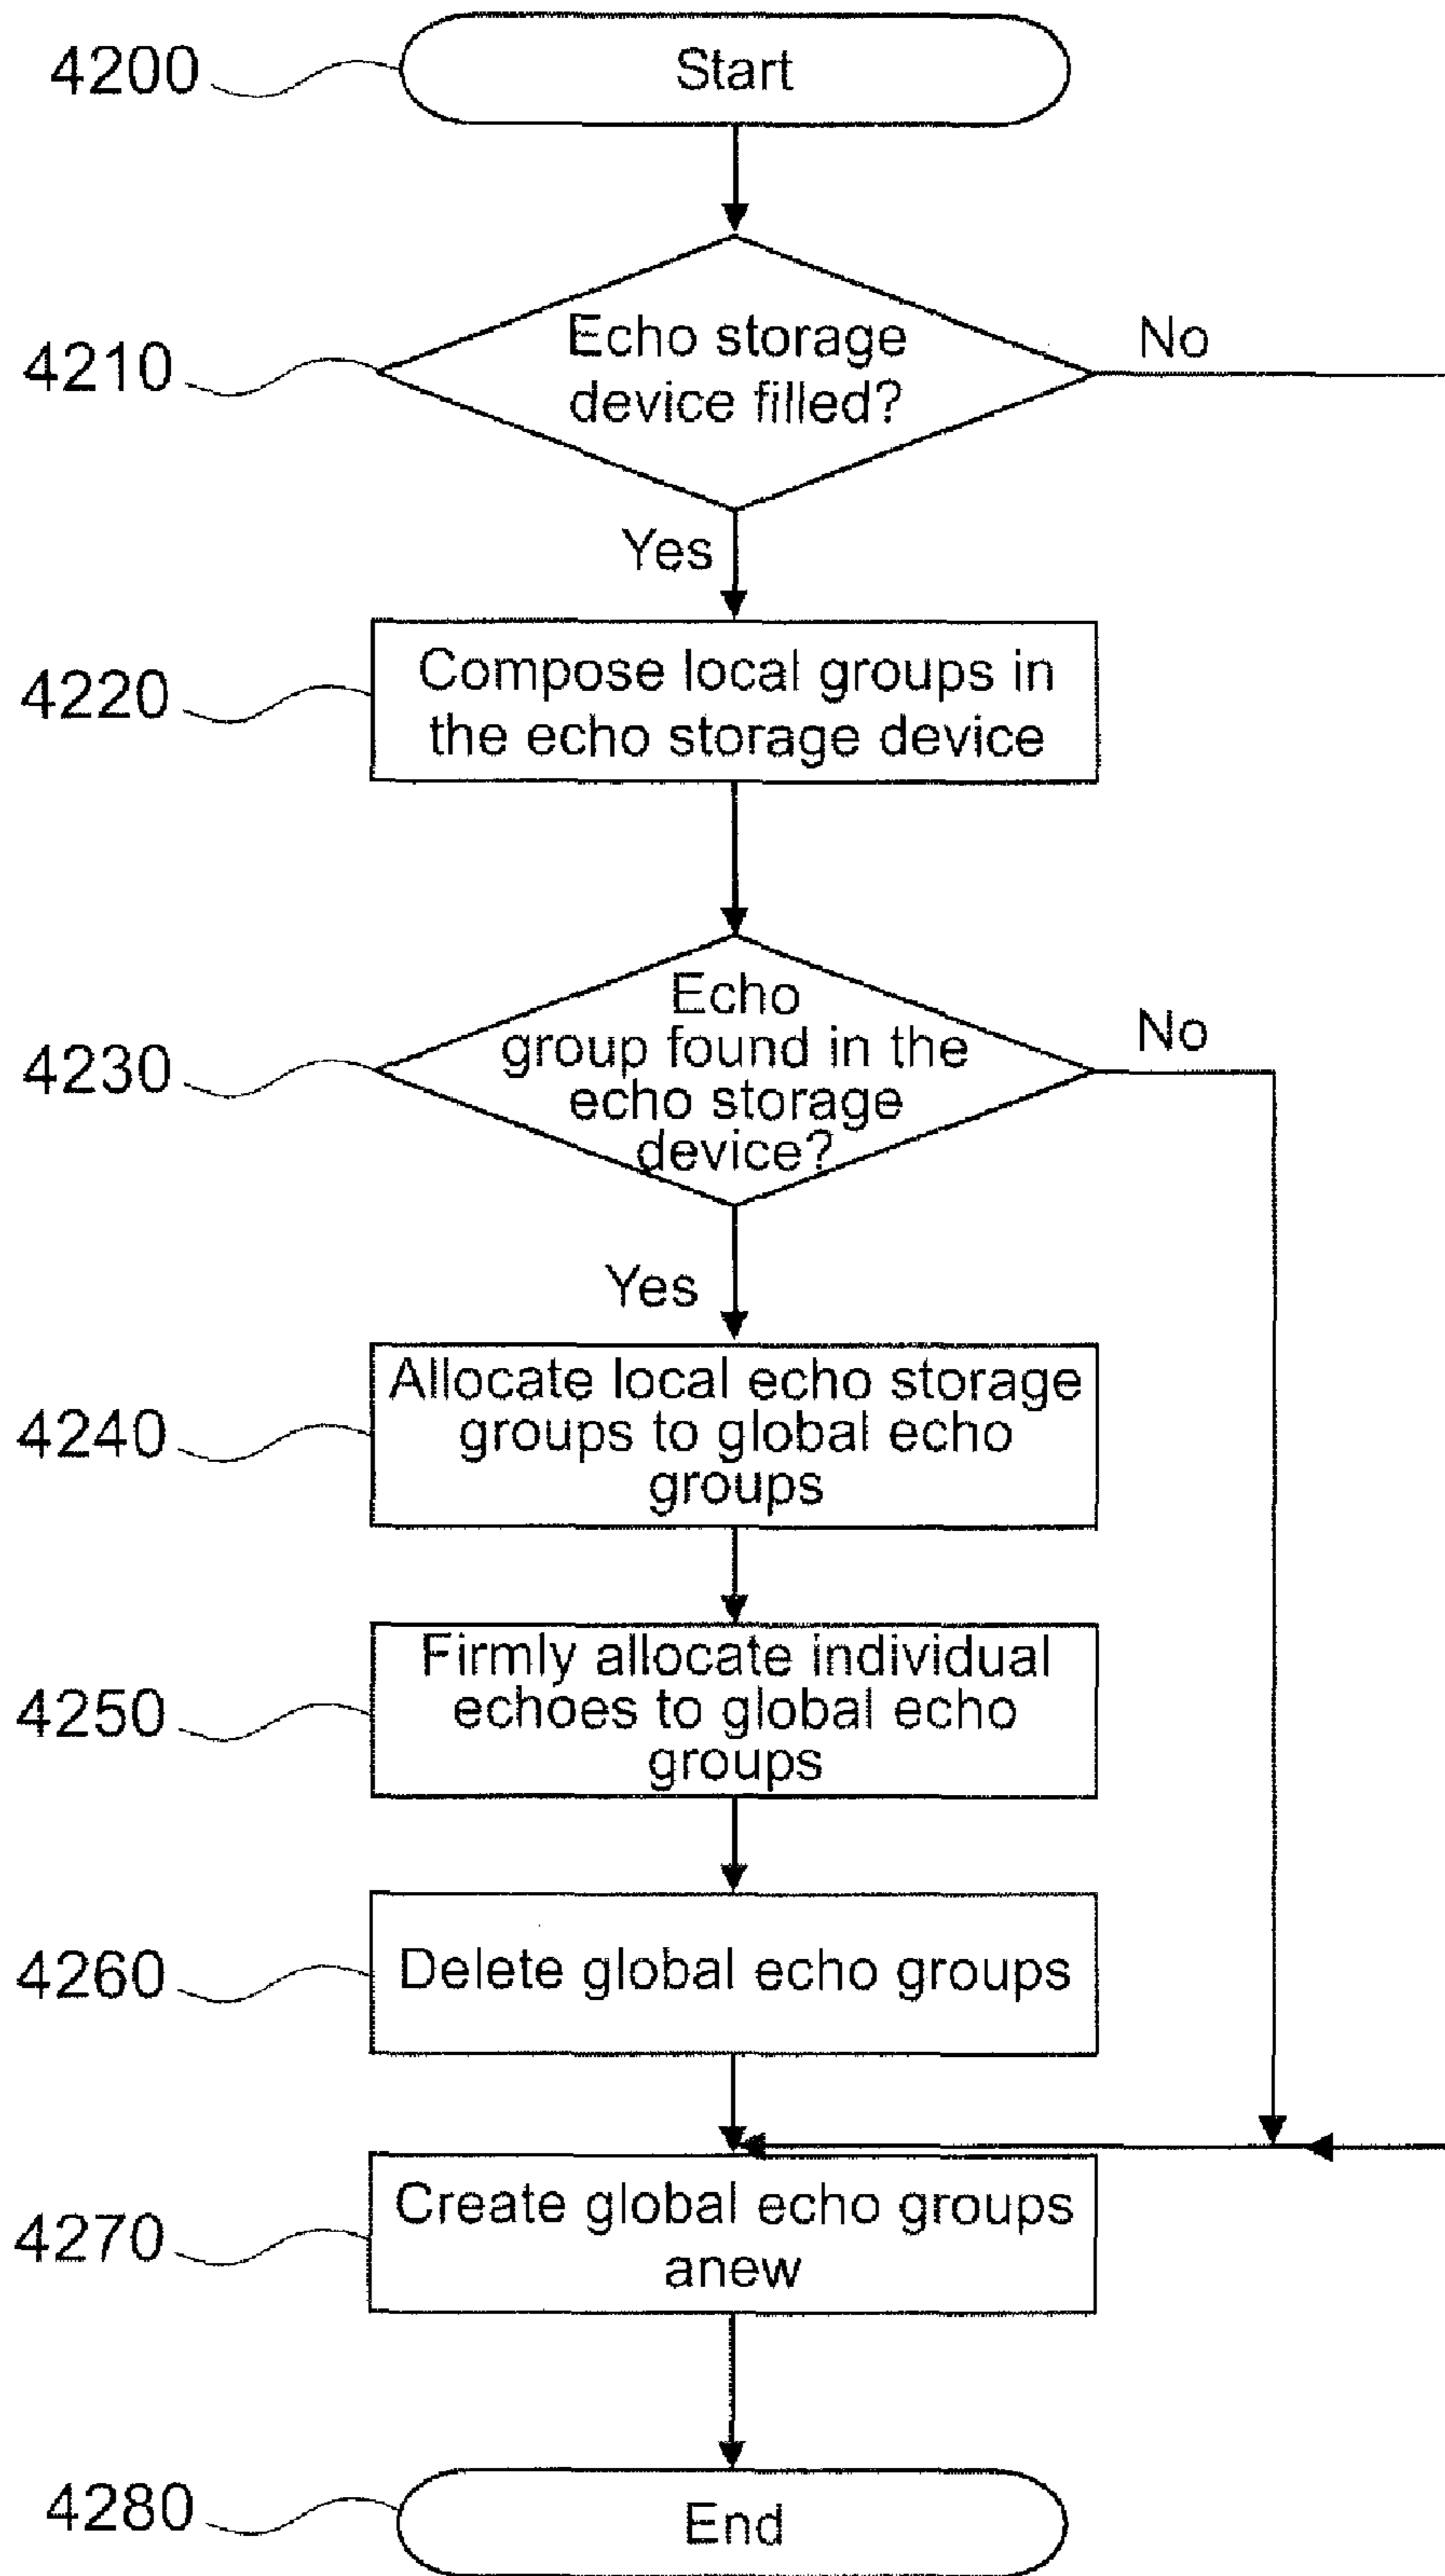 4200
Start
4210
Echo storage
device filled?
No
Yes
4220
Compose local groups in
the echo storage device
4230
Echo
group found in the
echo storage
device?
No
Yes
4240
Allocate local echo storage
groups to global echo
groups
4250
Firmly allocate individual
echoes to global echo
groups
4260
Delete global echo groups
4270
Create global echo groups
anew
4280
End